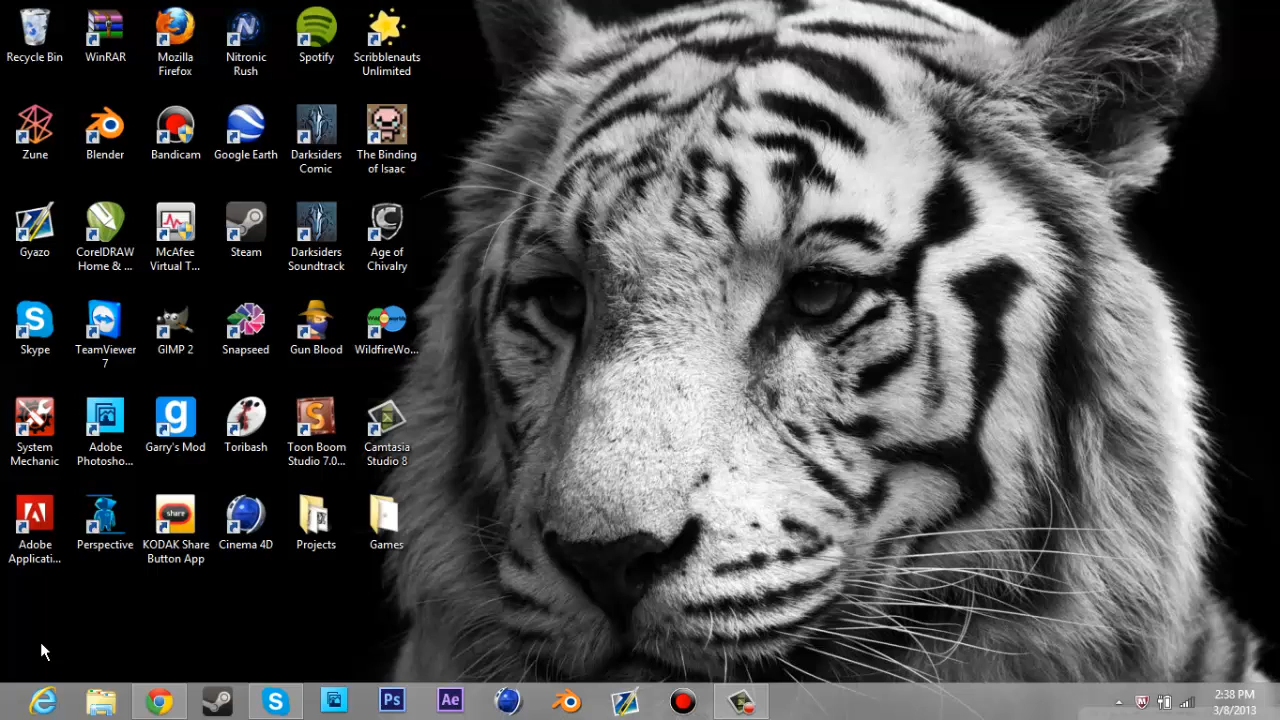 Recycle Bin
WinRAR
Mozilla
Firefox
Nitronic
Rush
Spotify
Scribblenauts
Unlimited
Zune
Blender
Bandicam
Google Earth
Darksiders
Comic
The Binding
of Isaac
Gyazo
CorelDRAW
Home & ...
McAfee
Virtual T...
Steam
Darksiders
Soundtrack
Age of
Chivalry
Skype
TeamViewer
7
GIMP 2
Snapseed
Gun Blood
WildfireWo...
System
Mechanic
Adobe
Photosho...
g
Garry's Mod
Toribash
S
Toon Boom
Studio 7.0...
Camtasia
Studio 8
Adobe
Applicati...
Perspective
share
KODAK Share
Button App
Cinema 4D
Projects
Games
Ps
Ae
2:38 PM
3/8/2013